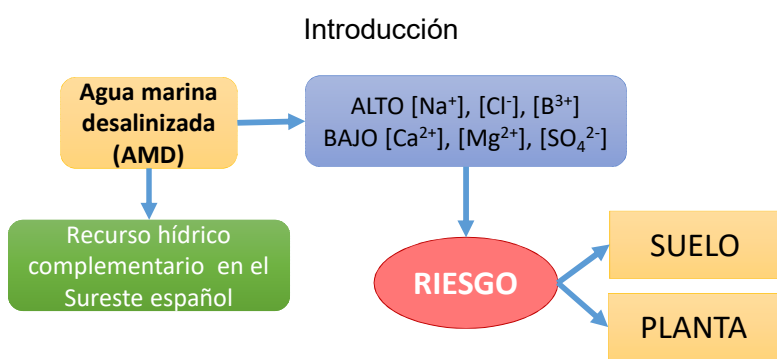 Introducción
Agua marina
desalinizada
(AMD)
ALTO [Na⁺], [Cl⁻], [B³⁺]
BAJO [Ca²⁺], [Mg²⁺], [SO₄²⁻]
Recurso hídrico
complementario en el
Sureste español
RIESGO
SUELO
PLANTA